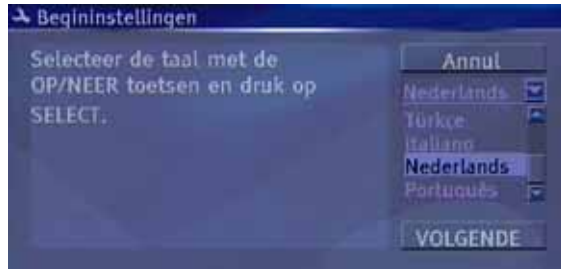 Begininstellingen
Selecteer de taal met de
OP/NEER toetsen en druk op
SELECT.
Annul
Nederlands
Türkçe
Italiano
Nederlands
Português
VOLGENDE